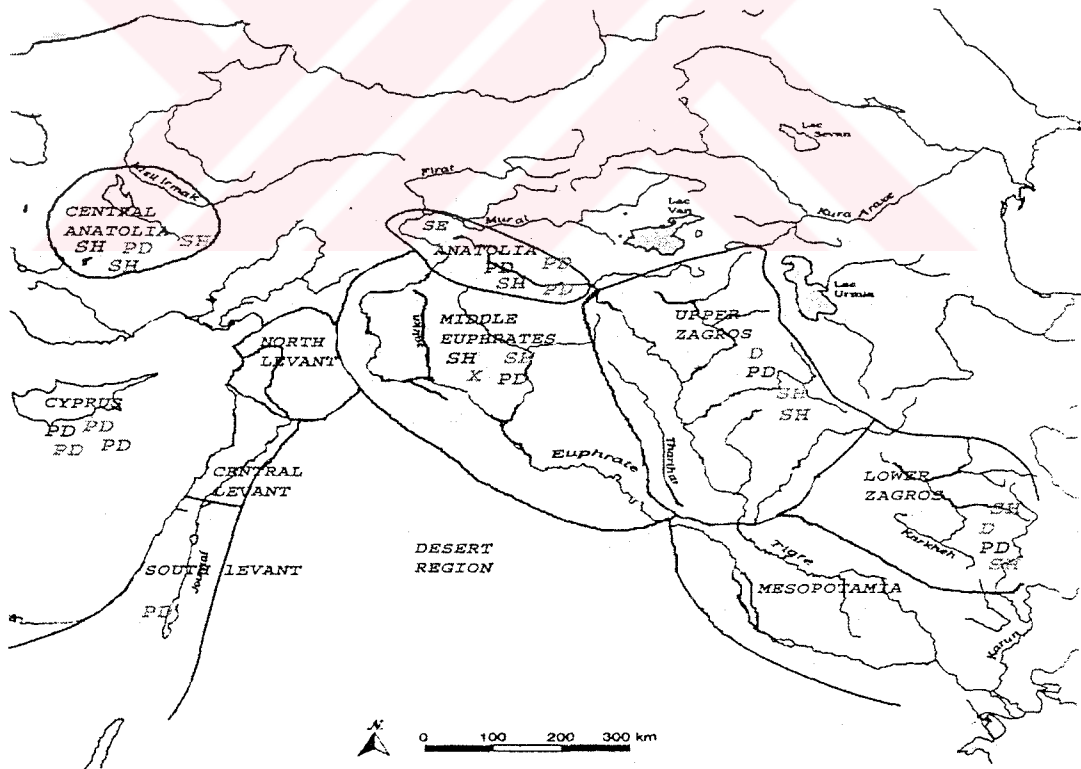 Lac
Sevan
Kızıl Irmak
Firat
Lac
Van
Kura
Araxe
Murat
CENTRAL
ANATOLIA
SH PD SH
SH
SE
ANATOLIA
PD PD
SH PD
Lac
Urmia
NORTH
LEVANT
MIDDLE
EUPHRATES
SH SH
X PD
UPPER
ZAGROS
D
PD
SH
SH
CYPRUS
PD PD
PD PD
Euphrate
Tharthar
CENTRAL
LEVANT
LOWER
ZAGROS
SH
D
PD
SH
Karkheh
DESERT
REGION
Tigre
SOUTH LEVANT
MESOPOTAMIA
PD
Karun
N
0 100 200 300 km